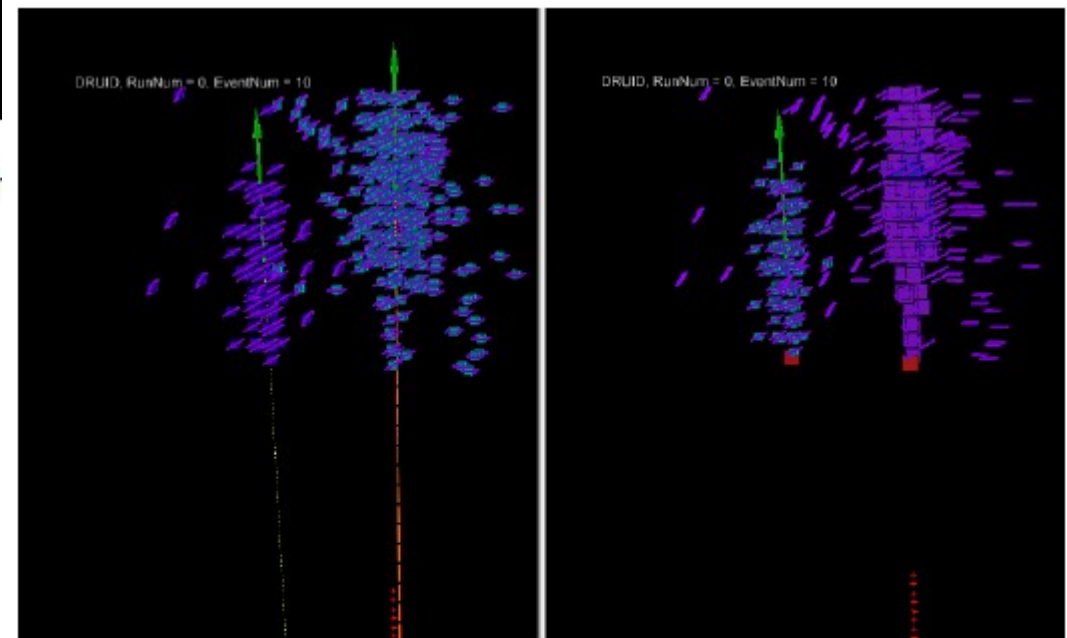 DRUID, RunNum = 0, EventNum = 10
DRUID, RunNum = 0, EventNum = 10